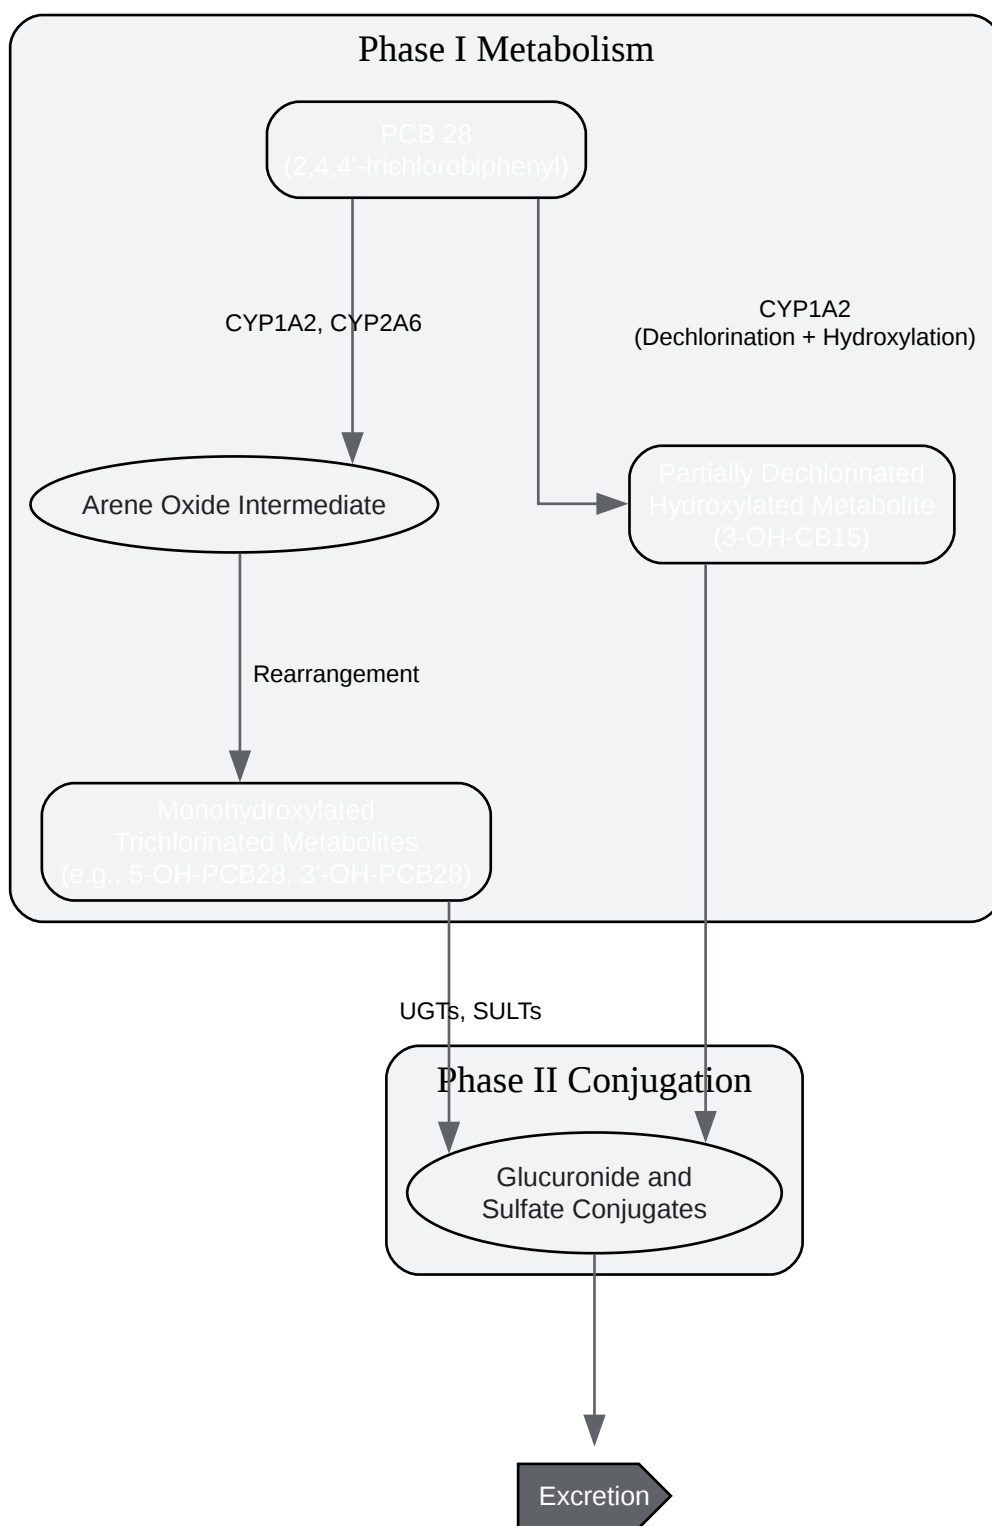 Phase I Metabolism
PCB 28
(2,4,4'-trichlorobiphenyl)
CYP1A2, CYP2A6
CYP1A2
(Dechlorination + Hydroxylation)
Arene Oxide Intermediate
Partially Dechlorinated
Hydroxylated Metabolite
(3-OH-CB15)
Rearrangement
Monohydroxylated
Trichlorinated Metabolites
(e.g., 5-OH-PCB28, 3'-OH-PCB28)
UGTs, SULTs
Phase II Conjugation
Glucuronide and
Sulfate Conjugates
Excretion